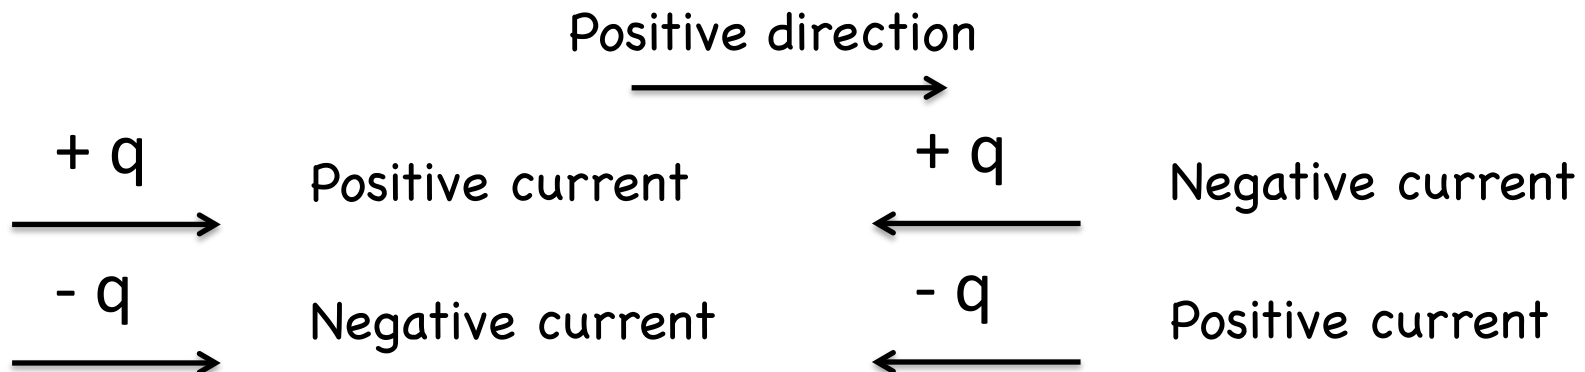 Positive direction
+ q Positive current + q Negative current
- q Negative current - q Positive current